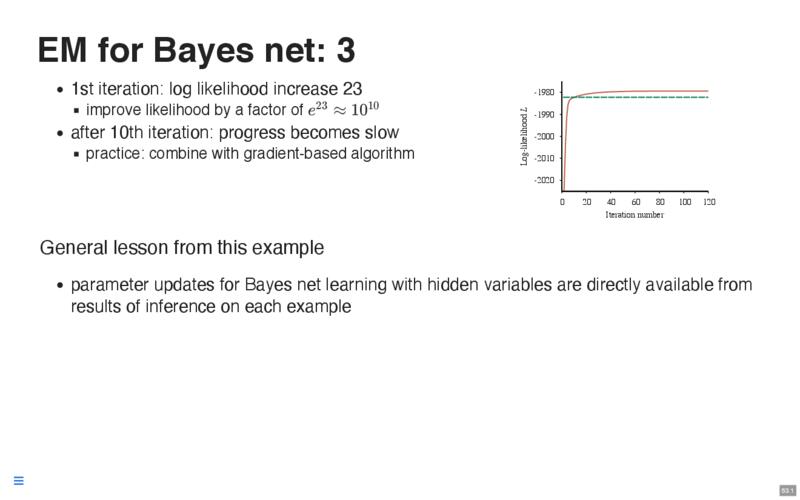 EM for Bayes net: 3
• 1st iteration: log likelihood increase 23
▪ improve likelihood by a factor of e^23 ≈ 10^10
• after 10th iteration: progress becomes slow
▪ practice: combine with gradient-based algorithm
Log-likelihood L
-1980
-1990
-2000
-2010
-2020
0 20 40 60 80 100 120
Iteration number
General lesson from this example
• parameter updates for Bayes net learning with hidden variables are directly available from
results of inference on each example
53.1